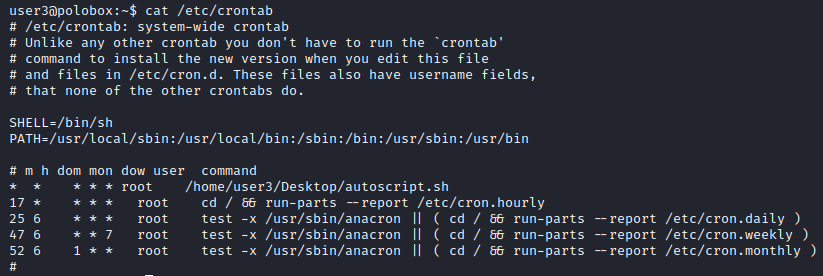 user3@polobox:~$ cat /etc/crontab
# /etc/crontab: system-wide crontab
# Unlike any other crontab you don't have to run the `crontab'
# command to install the new version when you edit this file
# and files in /etc/cron.d. These files also have username fields,
# that none of the other crontabs do.

SHELL=/bin/sh
PATH=/usr/local/sbin:/usr/local/bin:/sbin:/bin:/usr/sbin:/usr/bin

# m h dom mon dow user  command
*  *    * * * root    /home/user3/Desktop/autoscript.sh
17 *    * * *   root    cd / && run-parts --report /etc/cron.hourly
25 6    * * *   root    test -x /usr/sbin/anacron || ( cd / && run-parts --report /etc/cron.daily )
47 6    * * 7   root    test -x /usr/sbin/anacron || ( cd / && run-parts --report /etc/cron.weekly )
52 6    1 * *   root    test -x /usr/sbin/anacron || ( cd / && run-parts --report /etc/cron.monthly )
#